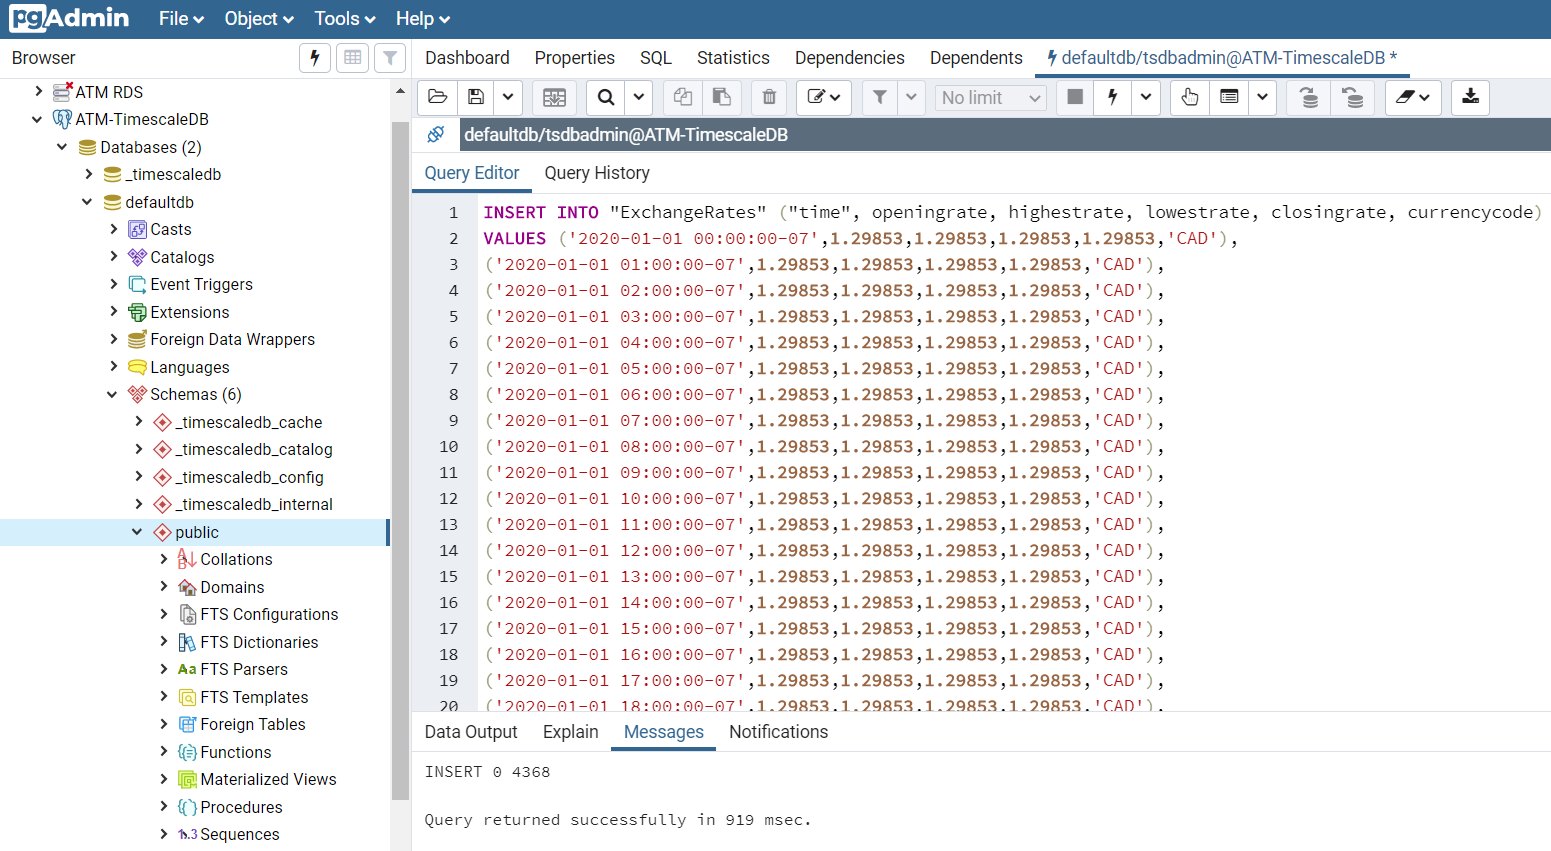 pgAdmin File Object Tools Help
Browser
Dashboard Properties SQL Statistics Dependencies Dependents defaultdb/tsdbadmin@ATM-TimescaleDB *
No limit
defaultdb/tsdbadmin@ATM-TimescaleDB
ATM RDS
ATM-TimescaleDB
Databases (2)
_timescaledb
defaultdb
Casts
Catalogs
Event Triggers
Extensions
Foreign Data Wrappers
Languages
Schemas (6)
_timescaledb_cache
_timescaledb_catalog
_timescaledb_config
_timescaledb_internal
public
Collations
Domains
FTS Configurations
FTS Dictionaries
Aa FTS Parsers
FTS Templates
Foreign Tables
Functions
Materialized Views
Procedures
1..3 Sequences
Query Editor Query History
1 INSERT INTO "ExchangeRates" ("time", openingrate, highestrate, lowestrate, closingrate, currencycode)
2 VALUES ('2020-01-01 00:00:00-07',1.29853,1.29853,1.29853,1.29853,'CAD'),
3 ('2020-01-01 01:00:00-07',1.29853,1.29853,1.29853,1.29853,'CAD'),
4 ('2020-01-01 02:00:00-07',1.29853,1.29853,1.29853,1.29853,'CAD'),
5 ('2020-01-01 03:00:00-07',1.29853,1.29853,1.29853,1.29853,'CAD'),
6 ('2020-01-01 04:00:00-07',1.29853,1.29853,1.29853,1.29853,'CAD'),
7 ('2020-01-01 05:00:00-07',1.29853,1.29853,1.29853,1.29853,'CAD'),
8 ('2020-01-01 06:00:00-07',1.29853,1.29853,1.29853,1.29853,'CAD'),
9 ('2020-01-01 07:00:00-07',1.29853,1.29853,1.29853,1.29853,'CAD'),
10 ('2020-01-01 08:00:00-07',1.29853,1.29853,1.29853,1.29853,'CAD'),
11 ('2020-01-01 09:00:00-07',1.29853,1.29853,1.29853,1.29853,'CAD'),
12 ('2020-01-01 10:00:00-07',1.29853,1.29853,1.29853,1.29853,'CAD'),
13 ('2020-01-01 11:00:00-07',1.29853,1.29853,1.29853,1.29853,'CAD'),
14 ('2020-01-01 12:00:00-07',1.29853,1.29853,1.29853,1.29853,'CAD'),
15 ('2020-01-01 13:00:00-07',1.29853,1.29853,1.29853,1.29853,'CAD'),
16 ('2020-01-01 14:00:00-07',1.29853,1.29853,1.29853,1.29853,'CAD'),
17 ('2020-01-01 15:00:00-07',1.29853,1.29853,1.29853,1.29853,'CAD'),
18 ('2020-01-01 16:00:00-07',1.29853,1.29853,1.29853,1.29853,'CAD'),
19 ('2020-01-01 17:00:00-07',1.29853,1.29853,1.29853,1.29853,'CAD'),
20 ('2020-01-01 18:00:00-07',1.29853,1.29853,1.29853,1.29853,'CAD'),
Data Output Explain Messages Notifications
INSERT 0 4368
Query returned successfully in 919 msec.